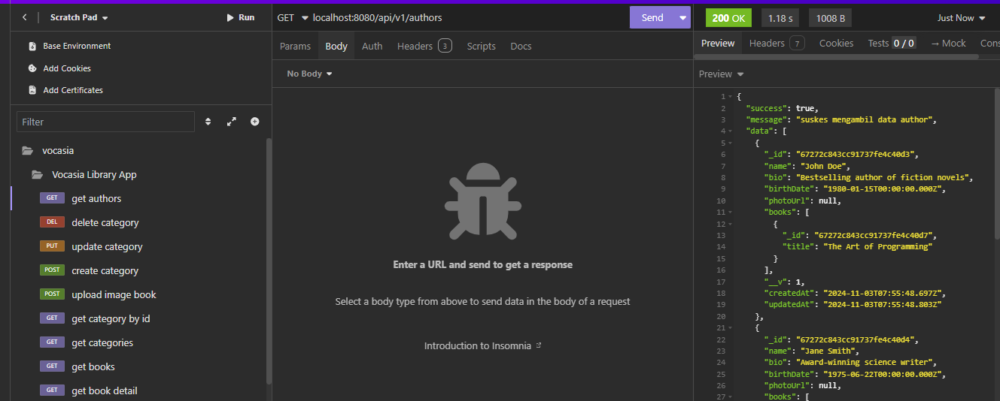 Scratch Pad
Run
Base Environment
Add Cookies
Add Certificates
Filter
vocasia
Vocasia Library App
GET get authors
DEL delete category
PUT update category
POST create category
POST upload image book
GET get category by id
GET get categories
GET get books
GET get book detail
GET localhost:8080/api/v1/authors
Send
Params Body Auth Headers 3 Scripts Docs
No Body
Enter a URL and send to get a response
Select a body type from above to send data in the body of a request
Introduction to Insomnia
200 OK 1.18 s 1008 B Just Now
Preview Headers 7 Cookies Tests 0 / 0 → Mock Cons
Preview
1 {
2 "success": true,
3 "message": "suskes mengambil data author",
4 "data": [
5 {
6 "_id": "67272c843cc91737fe4c40d3",
7 "name": "John Doe",
8 "bio": "Bestselling author of fiction novels",
9 "birthDate": "1980-01-15T00:00:00.000Z",
10 "photoUrl": null,
11 "books": [
12 {
13 "_id": "67272c843cc91737fe4c40d7",
14 "title": "The Art of Programming"
15 }
16 ],
17 "__v": 1,
18 "createdAt": "2024-11-03T07:55:48.697Z",
19 "updatedAt": "2024-11-03T07:55:48.803Z"
20 },
21 {
22 "_id": "67272c843cc91737fe4c40d4",
23 "name": "Jane Smith",
24 "bio": "Award-winning science writer",
25 "birthDate": "1975-06-22T00:00:00.000Z",
26 "photoUrl": null,
27 "books": [